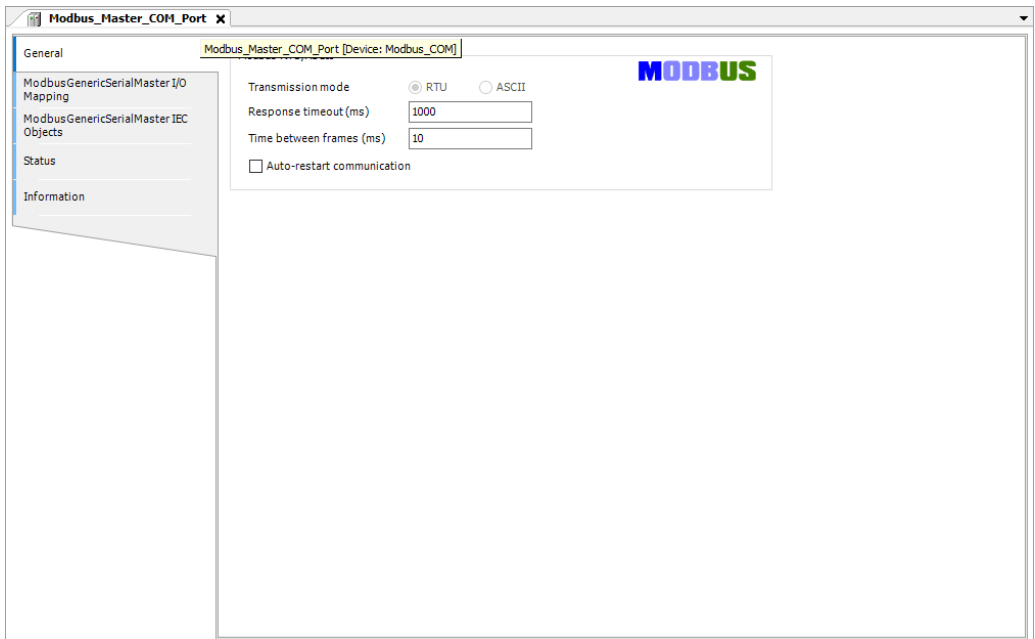 Modbus_Master_COM_Port
General
Modbus_Master_COM_Port [Device: Modbus_COM]
MODBUS
ModbusGenericSerialMaster I/O
Mapping
Transmission mode RTU ASCII
Response timeout (ms) 1000
ModbusGenericSerialMaster IEC
Objects
Time between frames (ms) 10
Status
Auto-restart communication
Information